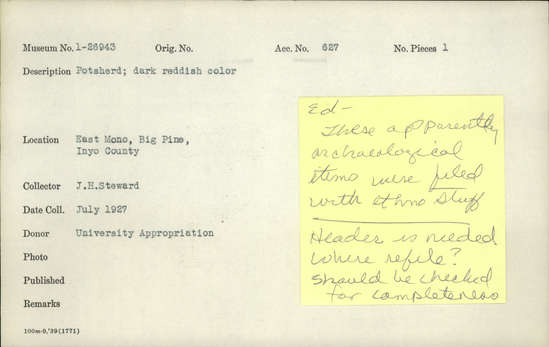 Museum No. 1-26943 Orig. No. Acc. No. 627 No. Pieces 1
Description Potsherd; dark reddish color
Location East Mono, Big Pine,
Inyo County
Collector J.H.Steward
Date Coll. July 1927
Donor University Appropriation
Photo
Published
Remarks
100m-9,'39(1771)
Ed-
These apparently
archaeological
items were filed
with ethno stuff
Header is needed.
Where refile?
Should be checked
for completeness